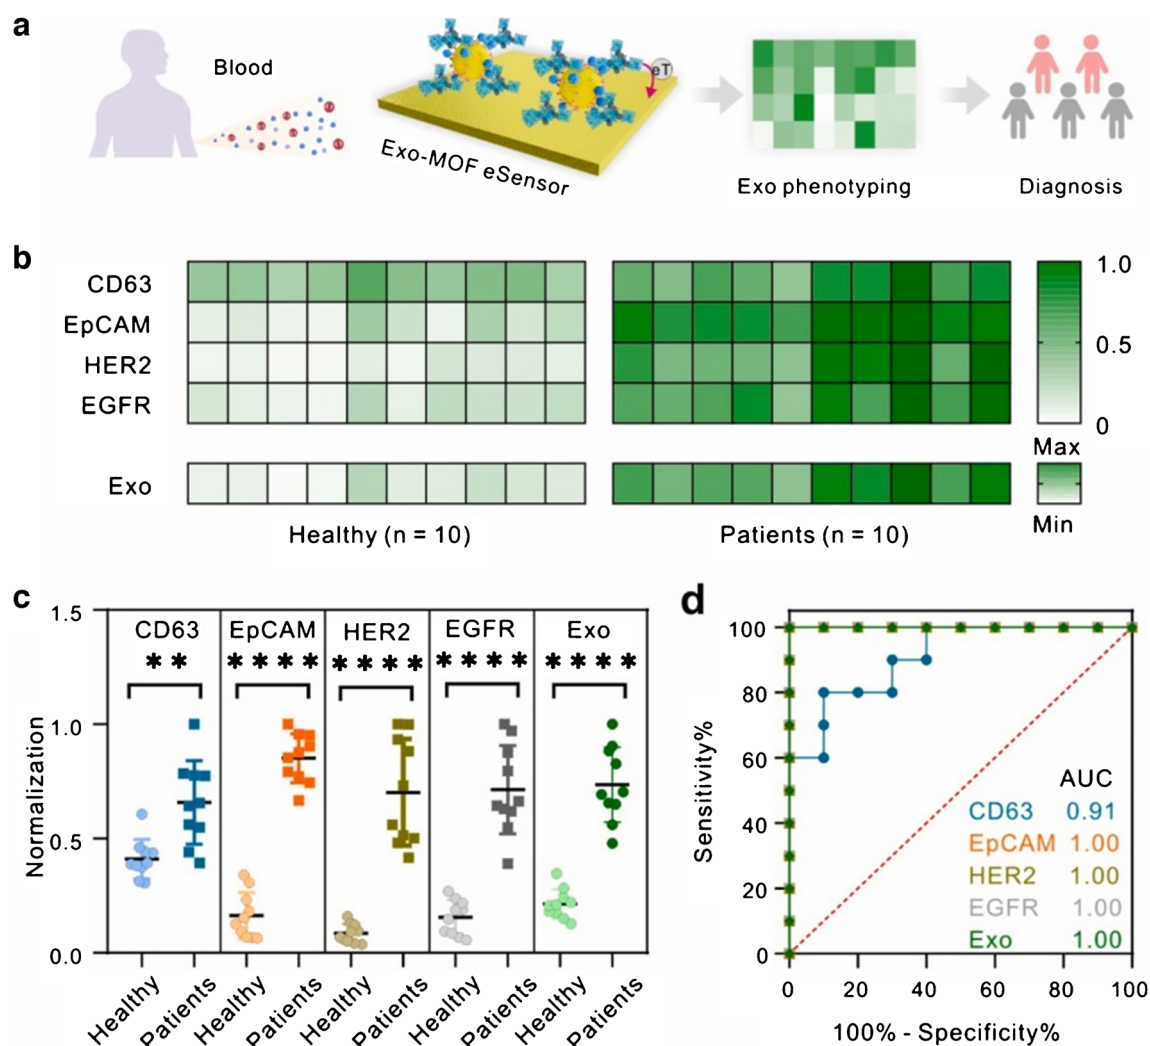 a
Blood
eT
Exo-MOF eSensor
Exo phenotyping
Diagnosis
b
CD63
EpCAM
HER2
EGFR
Exo
1.0
0.5
0
Max
Min
Healthy (n = 10)
Patients (n = 10)
c
1.5
1.0
0.5
0.0
Normalization
CD63
EpCAM
HER2
EGFR
Exo
* *
* * * *
* * * *
* * * *
* * * *
Healthy
Patients
Healthy
Patients
Healthy
Patients
Healthy
Patients
Healthy
Patients
d
100
80
60
40
20
0
Sensitivity%
AUC
CD63 0.91
EpCAM 1.00
HER2 1.00
EGFR 1.00
Exo 1.00
0 20 40 60 80 100
100% - Specificity%